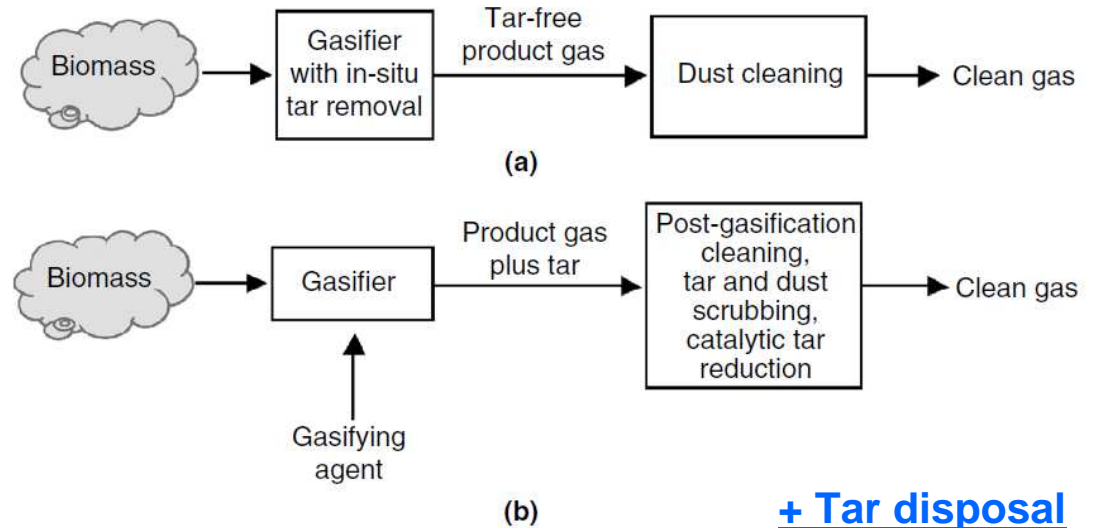 Biomass
Gasifier
with in-situ
tar removal
Tar-free
product gas
Dust cleaning
Clean gas
(a)
Biomass
Gasifier
Product gas
plus tar
Post-gasification
cleaning,
tar and dust
scrubbing,
catalytic tar
reduction
Clean gas
Gasifying
agent
(b)
+ Tar disposal